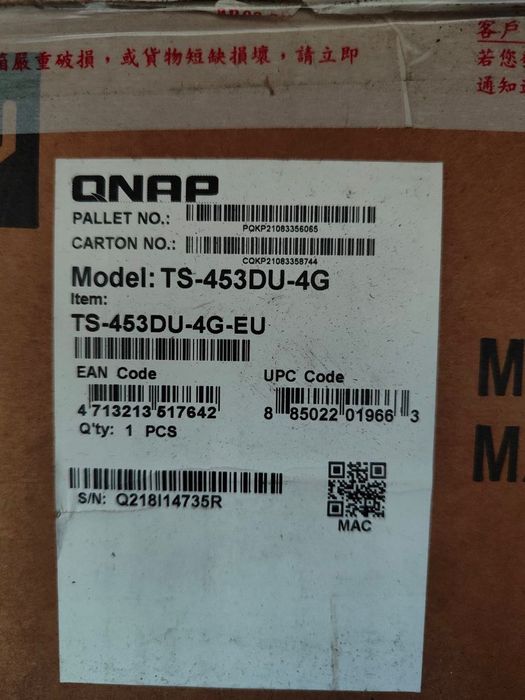 箱嚴重破損，或貨物短缺損壞，請立即
客戶
若您
通知
QNAP
PALLET NO.:
PQKP21083356065
CARTON NO.:
CQKP21083358744
Model: TS-453DU-4G
Item:
TS-453DU-4G-EU
EAN Code
UPC Code
4 713213 517642
8 85022 01966 3
Q'ty: 1 PCS
S/N: Q218I14735R
MAC
M
M